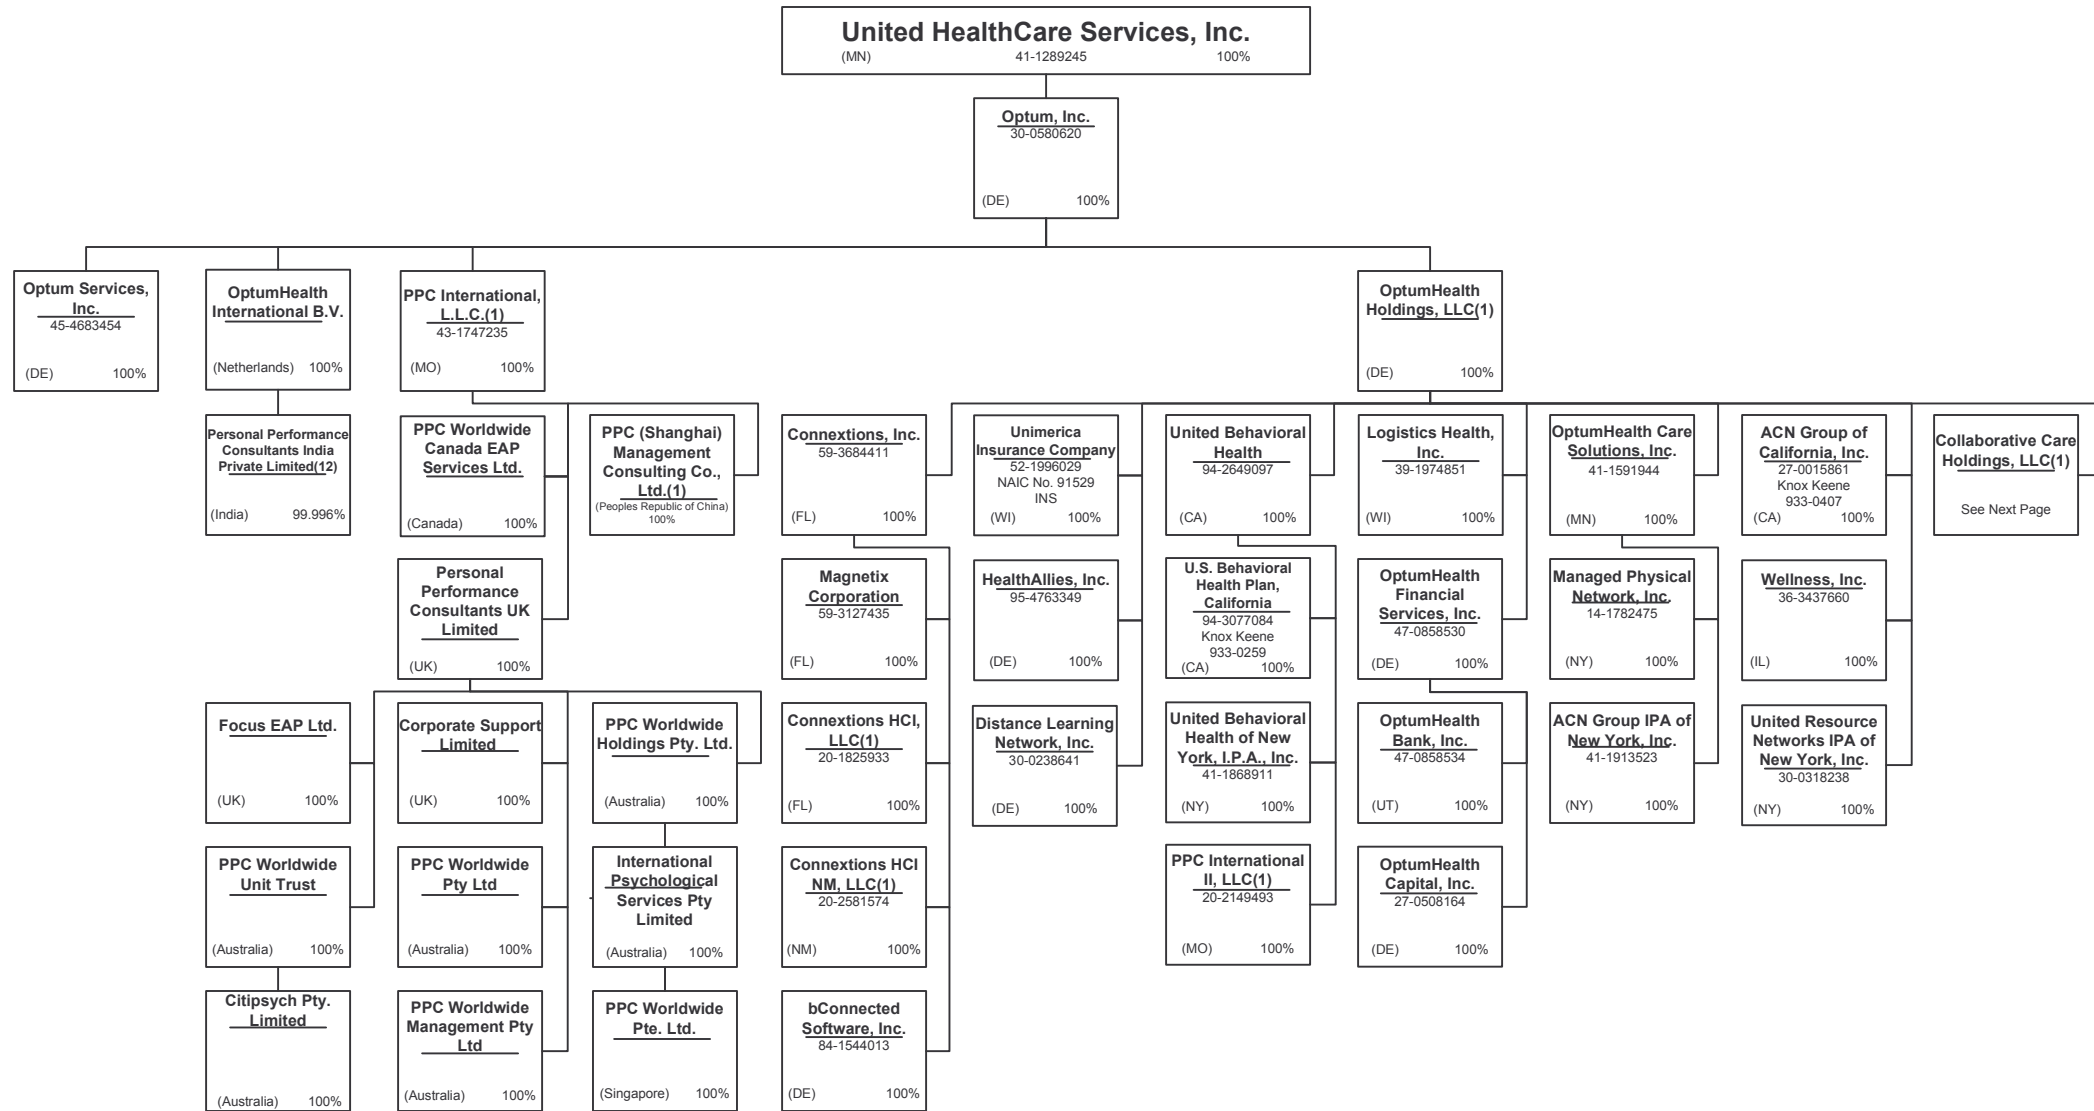 United HealthCare Services, Inc.
(MN) 41-1289245 100%
Optum, Inc.
30-0580620
(DE) 100%
Optum Services,
Inc.
45-4683454
(DE) 100%
OptumHealth
International B.V.
(Netherlands) 100%
PPC International,
L.L.C.(1)
43-1747235
(MO) 100%
OptumHealth
Holdings, LLC(1)
(DE) 100%
Personal Performance
Consultants India
Private Limited(12)
(India) 99.996%
PPC Worldwide
Canada EAP
Services Ltd.
(Canada) 100%
PPC (Shanghai)
Management
Consulting Co.,
Ltd.(1)
(Peoples Republic of China)
100%
Connextions, Inc.
59-3684411
(FL) 100%
Unimerica
Insurance Company
52-1996029
NAIC No. 91529
INS
(WI) 100%
United Behavioral
Health
94-2649097
(CA) 100%
Logistics Health,
Inc.
39-1974851
(WI) 100%
OptumHealth Care
Solutions, Inc.
41-1591944
(MN) 100%
ACN Group of
California, Inc.
27-0015861
Knox Keene
933-0407
(CA) 100%
Collaborative Care
Holdings, LLC(1)
See Next Page
Personal
Performance
Consultants UK
Limited
(UK) 100%
Magnetix
Corporation
59-3127435
(FL) 100%
HealthAllies, Inc.
95-4763349
(DE) 100%
U.S. Behavioral
Health Plan,
California
94-3077084
Knox Keene
933-0259
(CA) 100%
OptumHealth
Financial
Services, Inc.
47-0858530
(DE) 100%
Managed Physical
Network, Inc.
14-1782475
(NY) 100%
Wellness, Inc.
36-3437660
(IL) 100%
Focus EAP Ltd.
(UK) 100%
Corporate Support
Limited
(UK) 100%
PPC Worldwide
Holdings Pty. Ltd.
(Australia) 100%
Connextions HCI,
LLC(1)
20-1825933
(FL) 100%
Distance Learning
Network, Inc.
30-0238641
(DE) 100%
United Behavioral
Health of New
York, I.P.A., Inc.
41-1868911
(NY) 100%
OptumHealth
Bank, Inc.
47-0858534
(UT) 100%
ACN Group IPA of
New York, Inc.
41-1913523
(NY) 100%
United Resource
Networks IPA of
New York, Inc.
30-0318238
(NY) 100%
PPC Worldwide
Unit Trust
(Australia) 100%
PPC Worldwide
Pty Ltd
(Australia) 100%
International
Psychological
Services Pty
Limited
(Australia) 100%
Connextions HCI
NM, LLC(1)
20-2581574
(NM) 100%
PPC International
II, LLC(1)
20-2149493
(MO) 100%
OptumHealth
Capital, Inc.
27-0508164
(DE) 100%
Citipsych Pty.
Limited
(Australia) 100%
PPC Worldwide
Management Pty
Ltd
(Australia) 100%
PPC Worldwide
Pte. Ltd.
(Singapore) 100%
bConnected
Software, Inc.
84-1544013
(DE) 100%